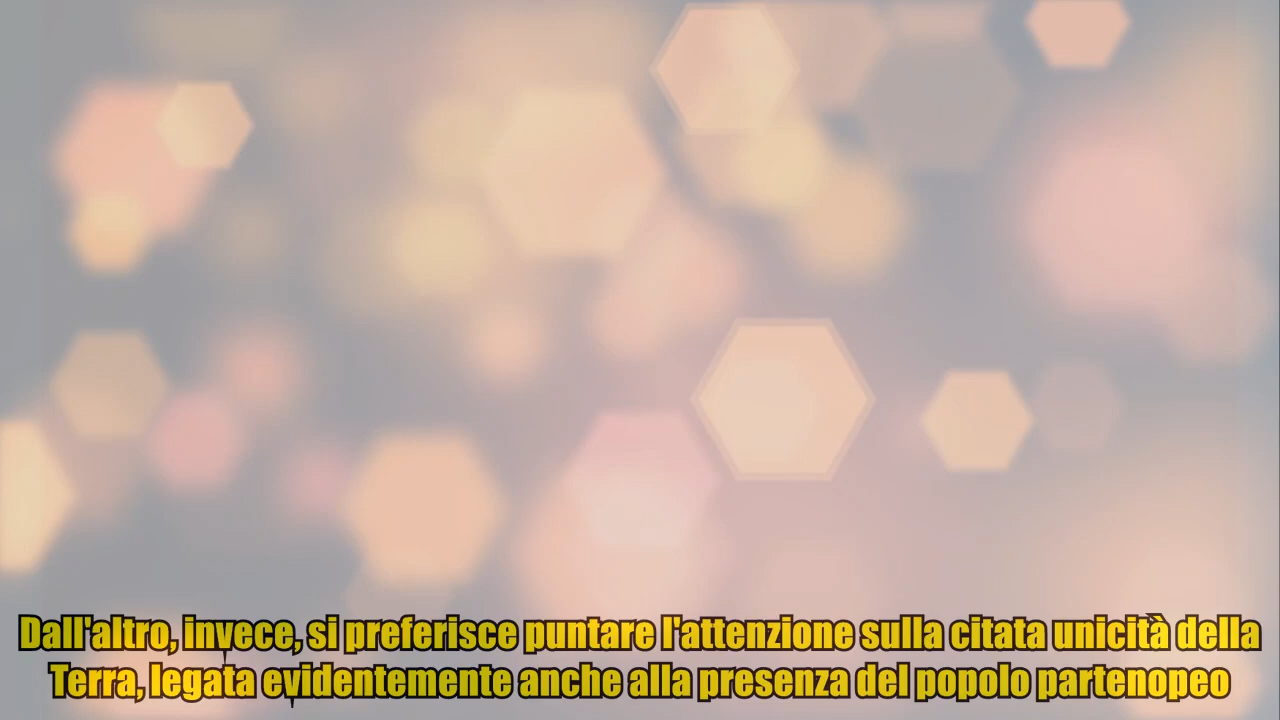 Dall'altro, invece, si preferisce puntare l'attenzione sulla citata unicità della
Terra, legata evidentemente anche alla presenza del popolo partenopeo